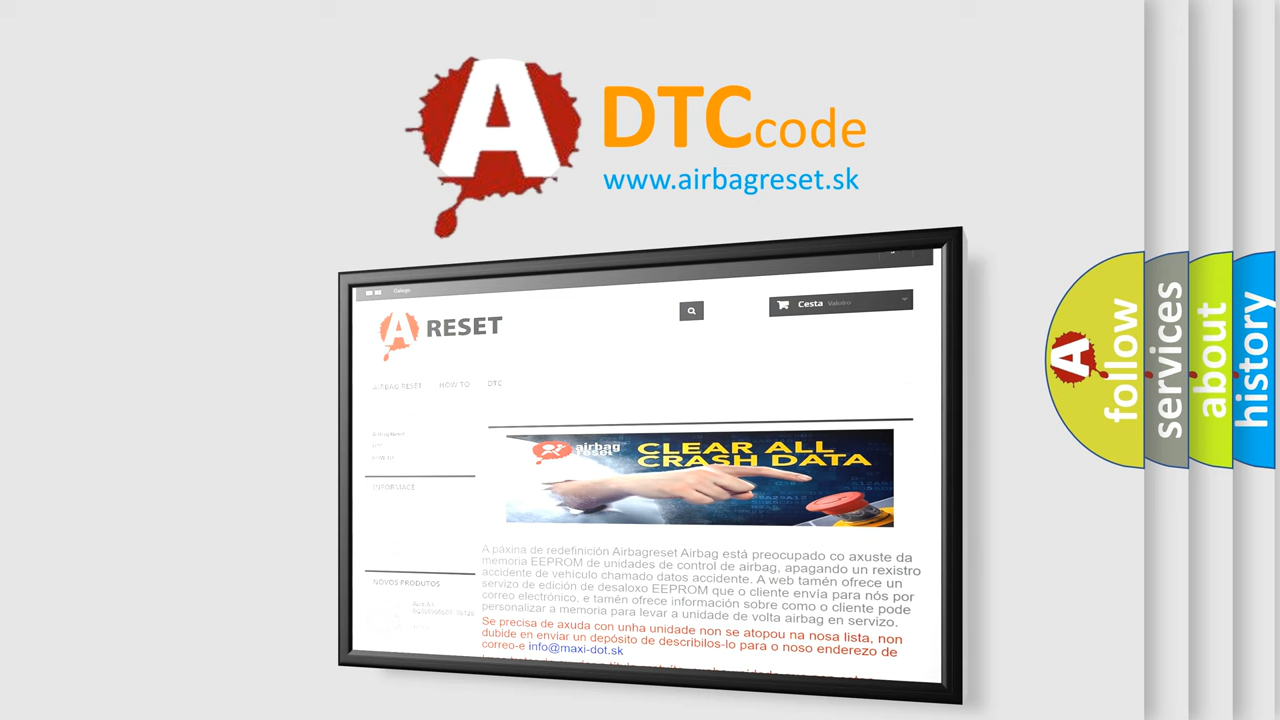 A DTCcode
www.airbagreset.sk
Galego
A RESET
Cesta Valeiro
AIRBAG RESET HOW TO DTC
INFORMACE
NOVOS PRODUTOS
airbag
reset
CLEAR ALL
CRASH DATA
A páxina de redefinición Airbagreset Airbag está preocupado co axuste da
memoria EEPROM de unidades de control de airbag, apagando un rexistro
accidente de vehículo chamado datos accidente. A web tamén ofrece un
servizo de edición de desaloxo EEPROM que o cliente envía para nós por
correo electrónico, e tamén ofrece información sobre como o cliente pode
personalizar a memoria para levar a unidade de volta airbag en servizo.
Se precisa de axuda con unha unidade non se atopou na nosa lista, non
dubide en enviar un depósito de describilos-lo para o noso enderezo de
correo-e info@maxi-dot.sk
A follow
services
about
history